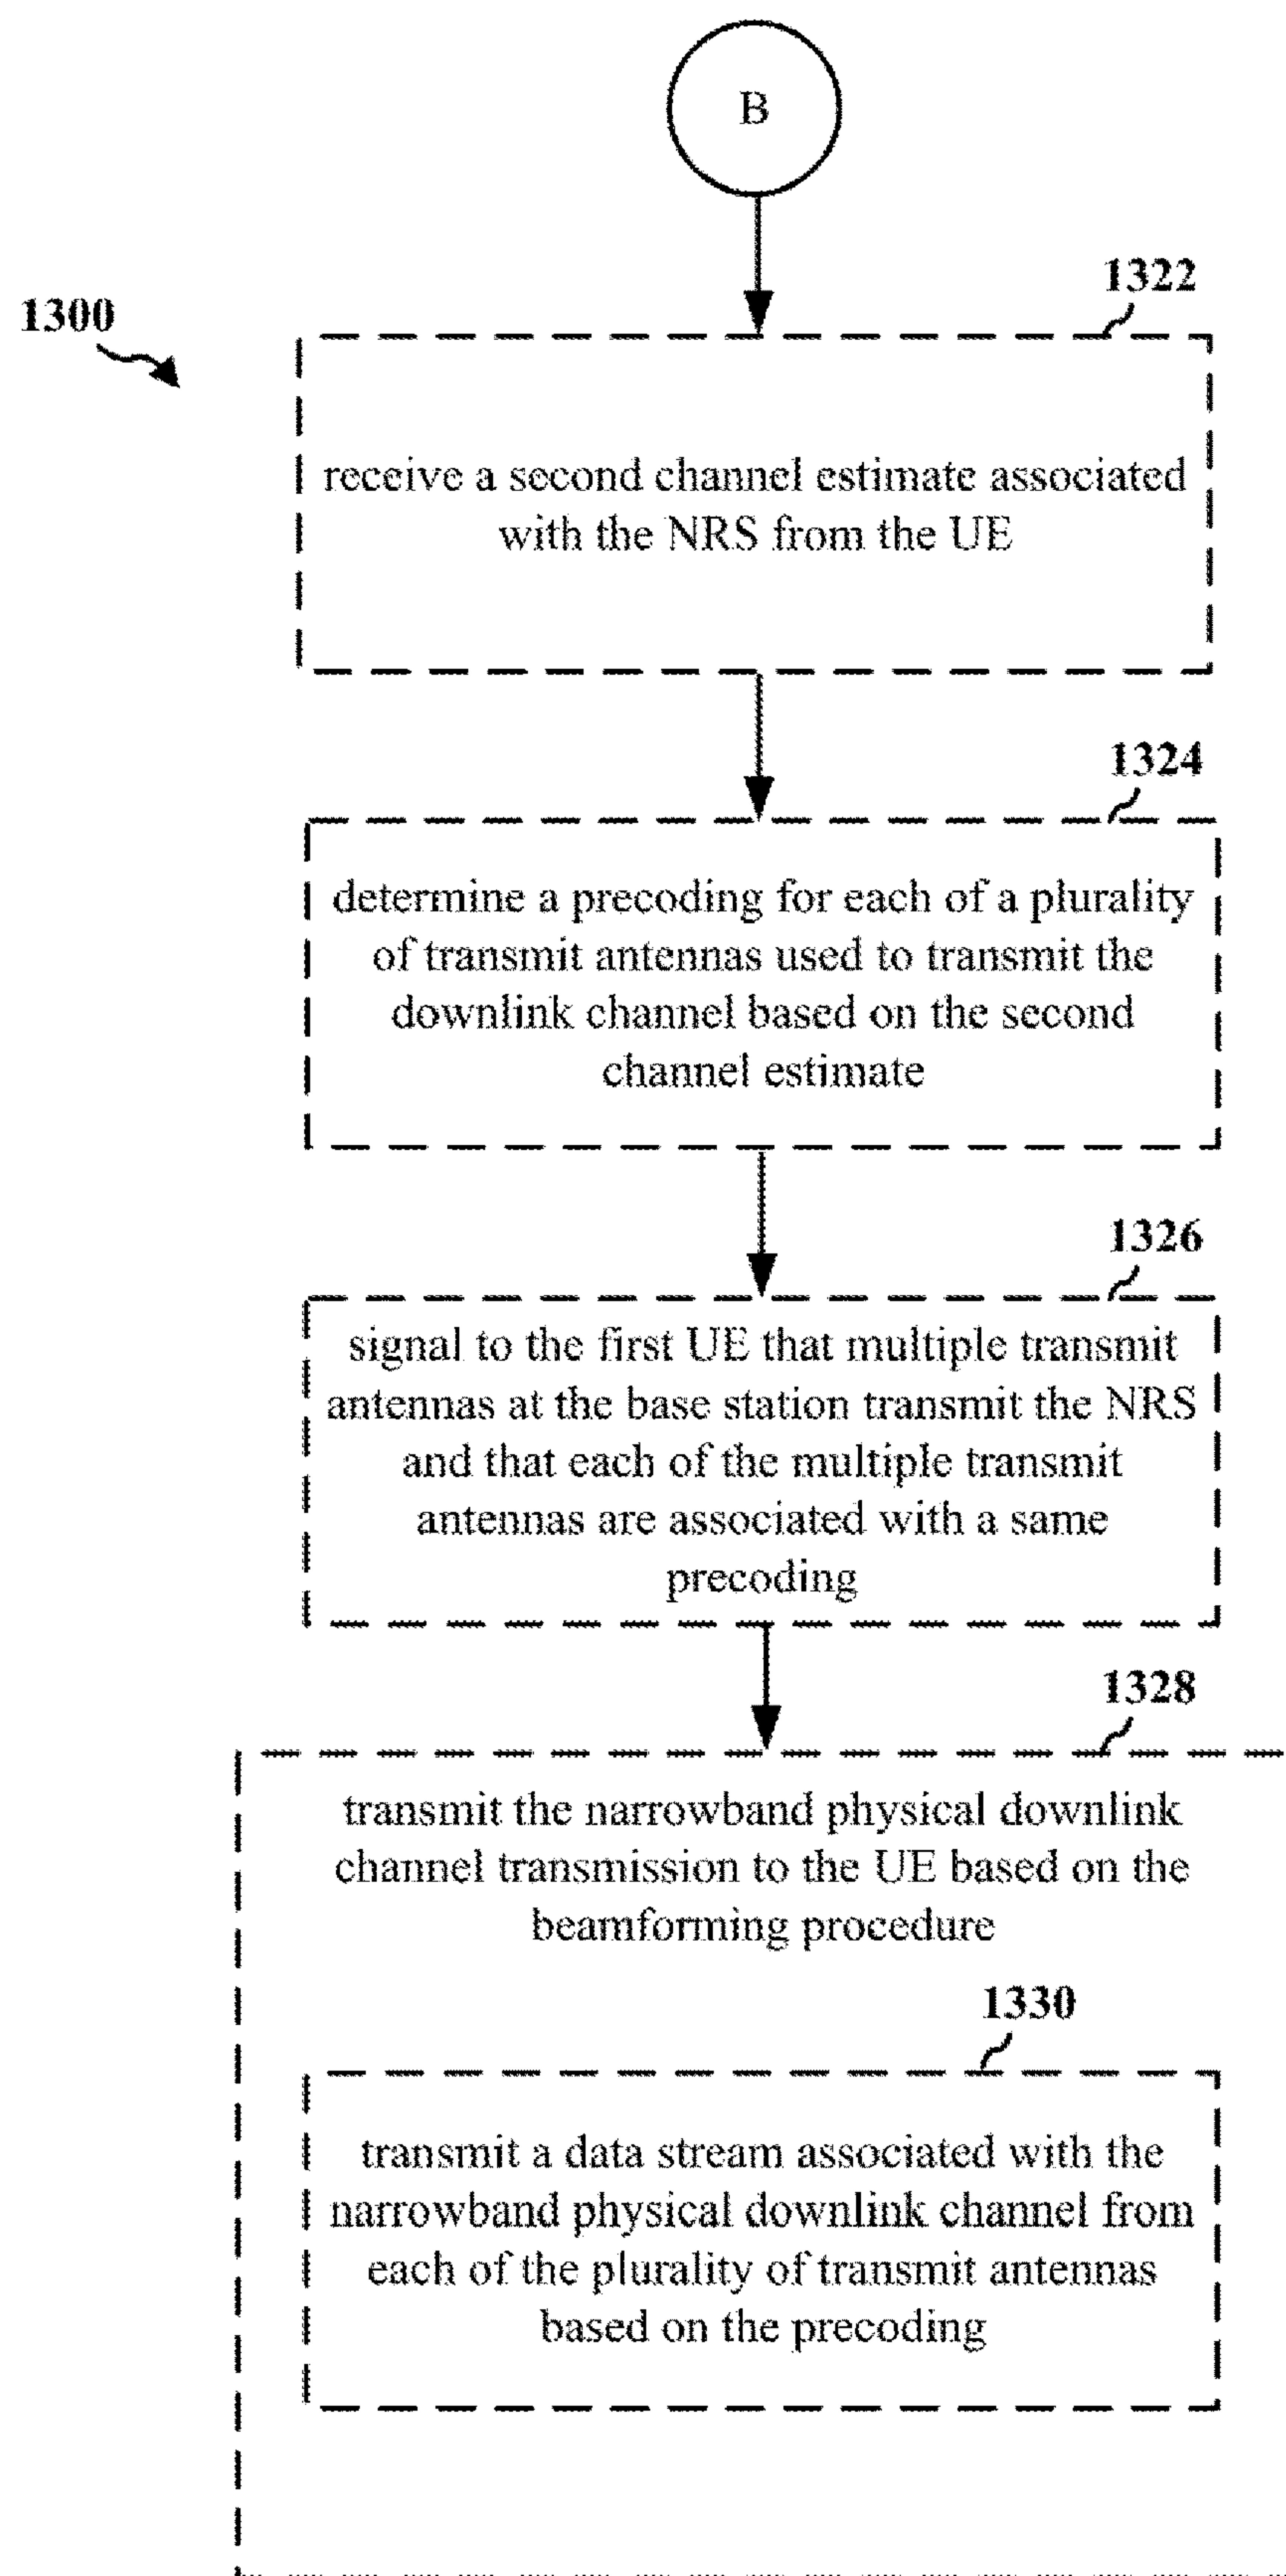 B
1300
1322
receive a second channel estimate associated
with the NRS from the UE
1324
determine a precoding for each of a plurality
of transmit antennas used to transmit the
downlink channel based on the second
channel estimate
1326
signal to the first UE that multiple transmit
antennas at the base station transmit the NRS
and that each of the multiple transmit
antennas are associated with a same
precoding
1328
transmit the narrowband physical downlink
channel transmission to the UE based on the
beamforming procedure
1330
transmit a data stream associated with the
narrowband physical downlink channel from
each of the plurality of transmit antennas
based on the precoding